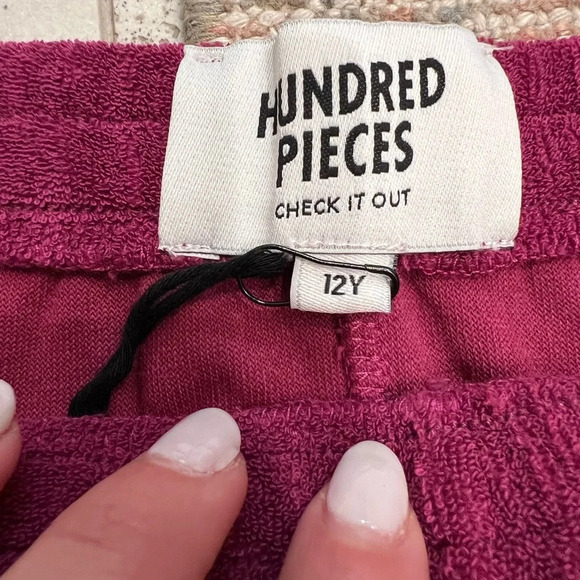 HUNDRED
PIECES
CHECK IT OUT
12Y